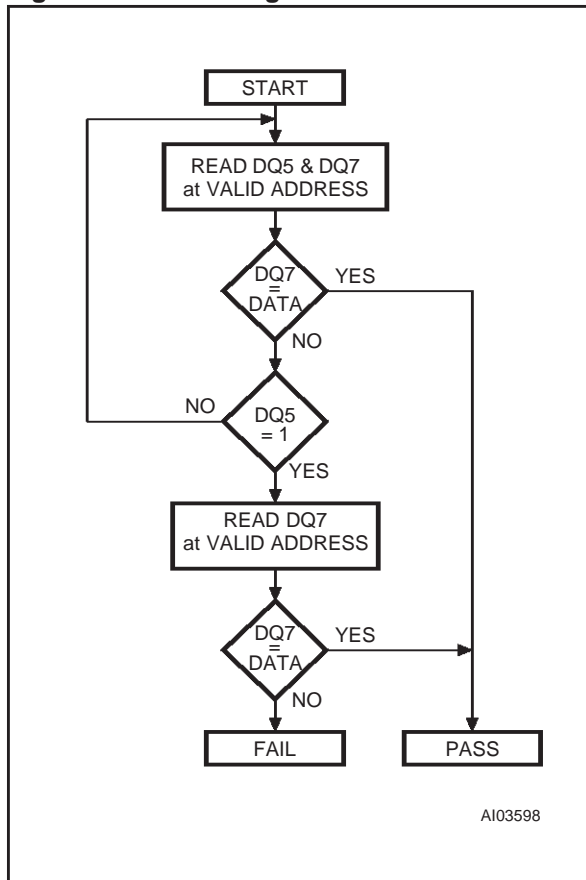 START
READ DQ5 & DQ7
at VALID ADDRESS
DQ7
=
DATA
YES
NO
NO
DQ5
= 1
YES
READ DQ7
at VALID ADDRESS
DQ7
=
DATA
YES
NO
FAIL
PASS
AI03598